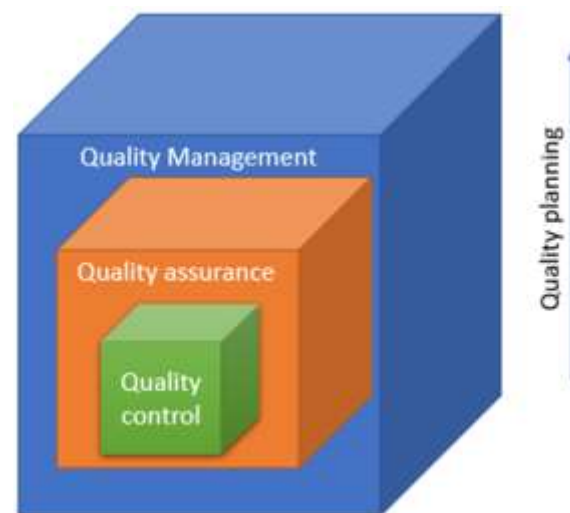 Quality Management
Quality assurance
Quality
control
Quality planning